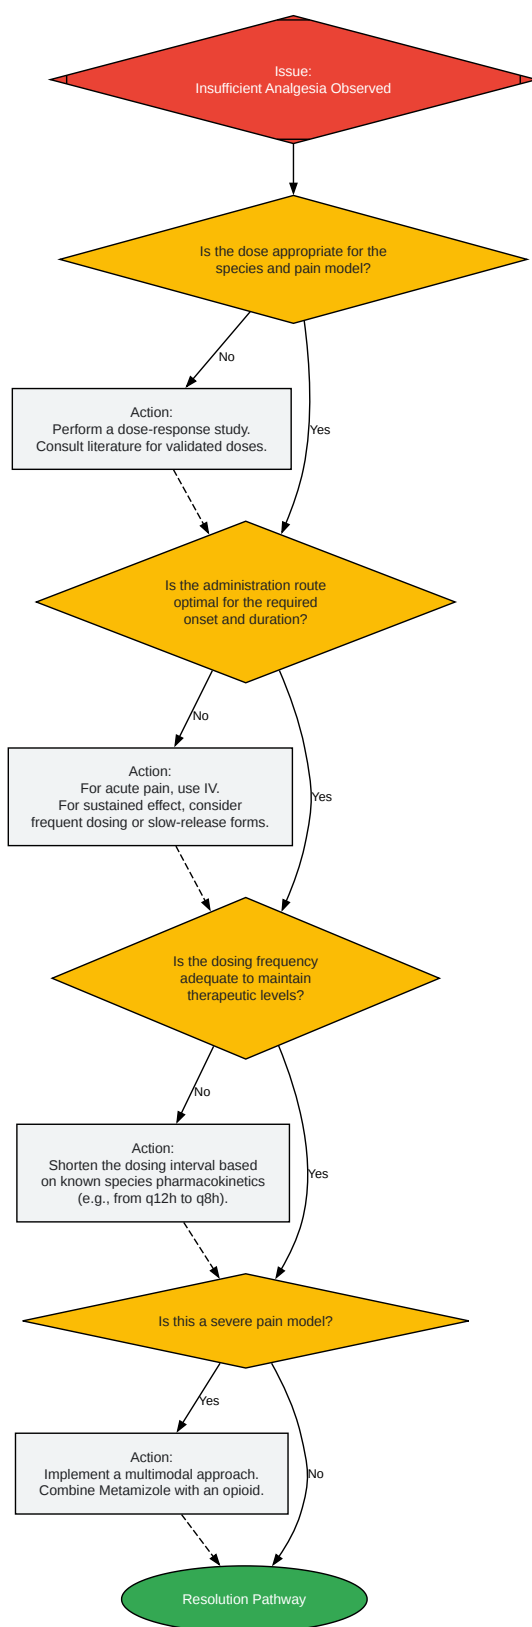 Issue:
Insufficient Analgesia Observed
Is the dose appropriate for the
species and pain model?
No
Yes
Action:
Perform a dose-response study.
Consult literature for validated doses.
Is the administration route
optimal for the required
onset and duration?
No
Yes
Action:
For acute pain, use IV.
For sustained effect, consider
frequent dosing or slow-release forms.
Is the dosing frequency
adequate to maintain
therapeutic levels?
No
Yes
Action:
Shorten the dosing interval based
on known species pharmacokinetics
(e.g., from q12h to q8h).
Is this a severe pain model?
Yes
No
Action:
Implement a multimodal approach.
Combine Metamizole with an opioid.
Resolution Pathway